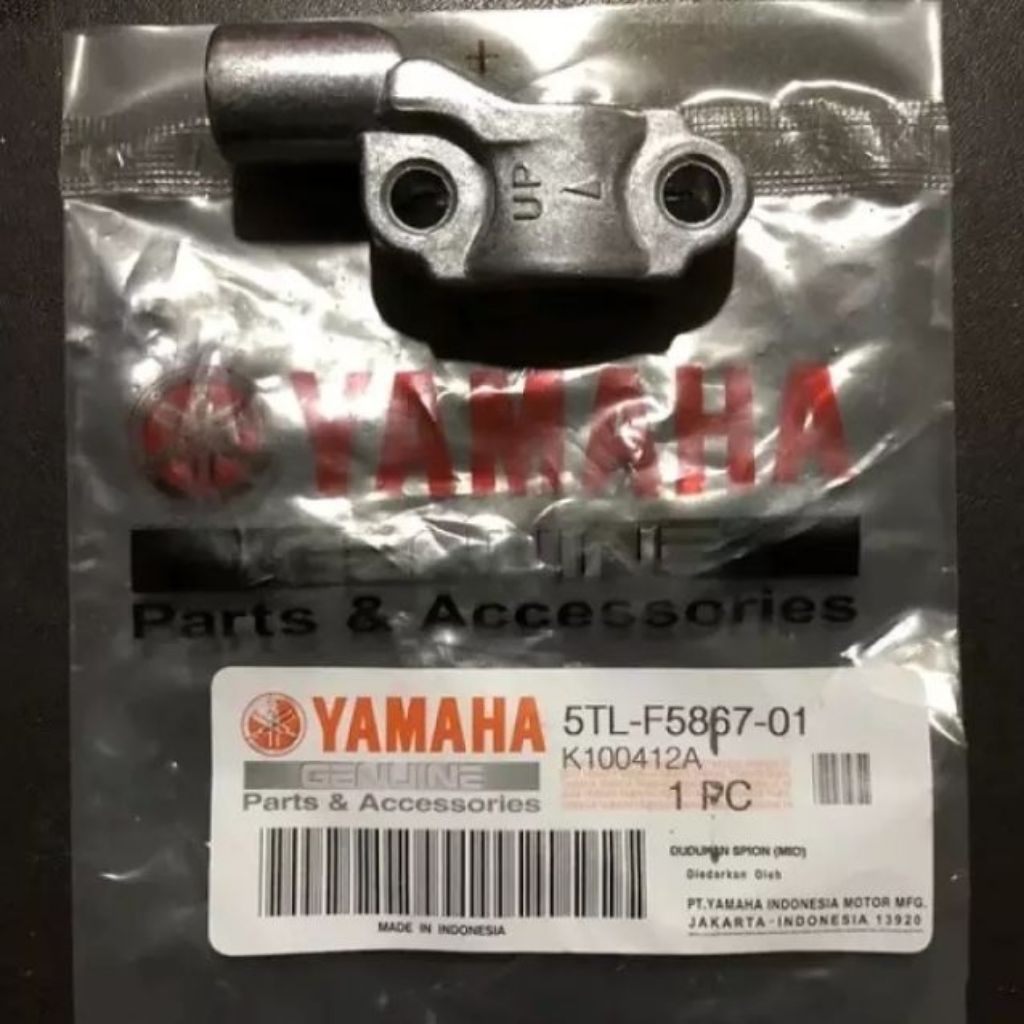 UP
YAMAHA
GENUINE
Parts & Accessories
YAMAHA
GENUINE
Parts & Accessories
5TL-F5867-01
K100412A
1 PC
DUDUKAN SPION (MIO)
Diedarkan Oleh
PT.YAMAHA INDONESIA MOTOR MFG.
JAKARTA-INDONESIA 13920
MADE IN INDONESIA